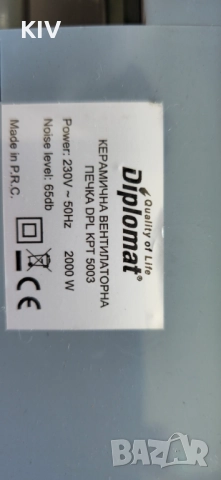 KIV
Diplomat®
Quality of Life
КЕРАМИЧНА ВЕНТИЛАТОРНА
ПЕЧКА DPL KPT 5003
Power: 230V ~ 50Hz 2000 W
Noise level: 65db
Made in P.R.C.
CE
bazar